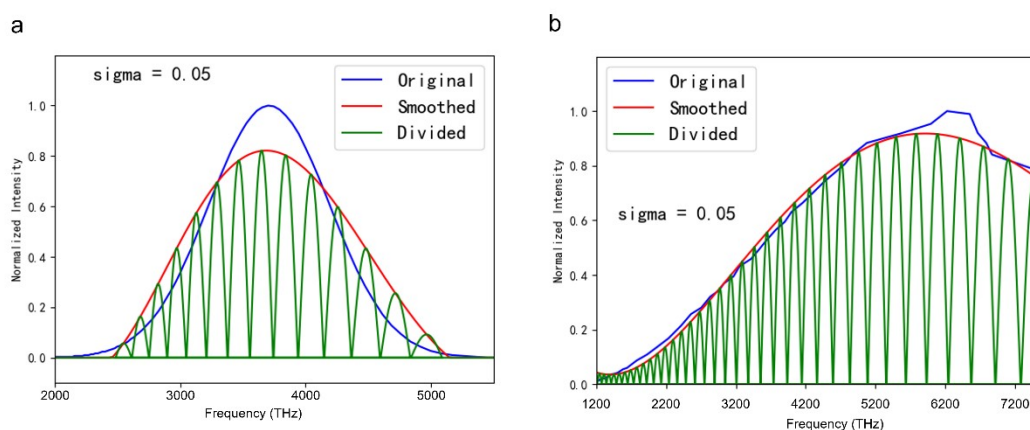 a
sigma = 0.05
Original
Smoothed
Divided
Normalized Intensity
1.0
0.8
0.6
0.4
0.2
0.0
2000 3000 4000 5000
Frequency (THz)
b
Original
Smoothed
Divided
sigma = 0.05
Normalized Intensity
1.0
0.8
0.6
0.4
0.2
0.0
1200 2200 3200 4200 5200 6200 7200
Frequency (THz)